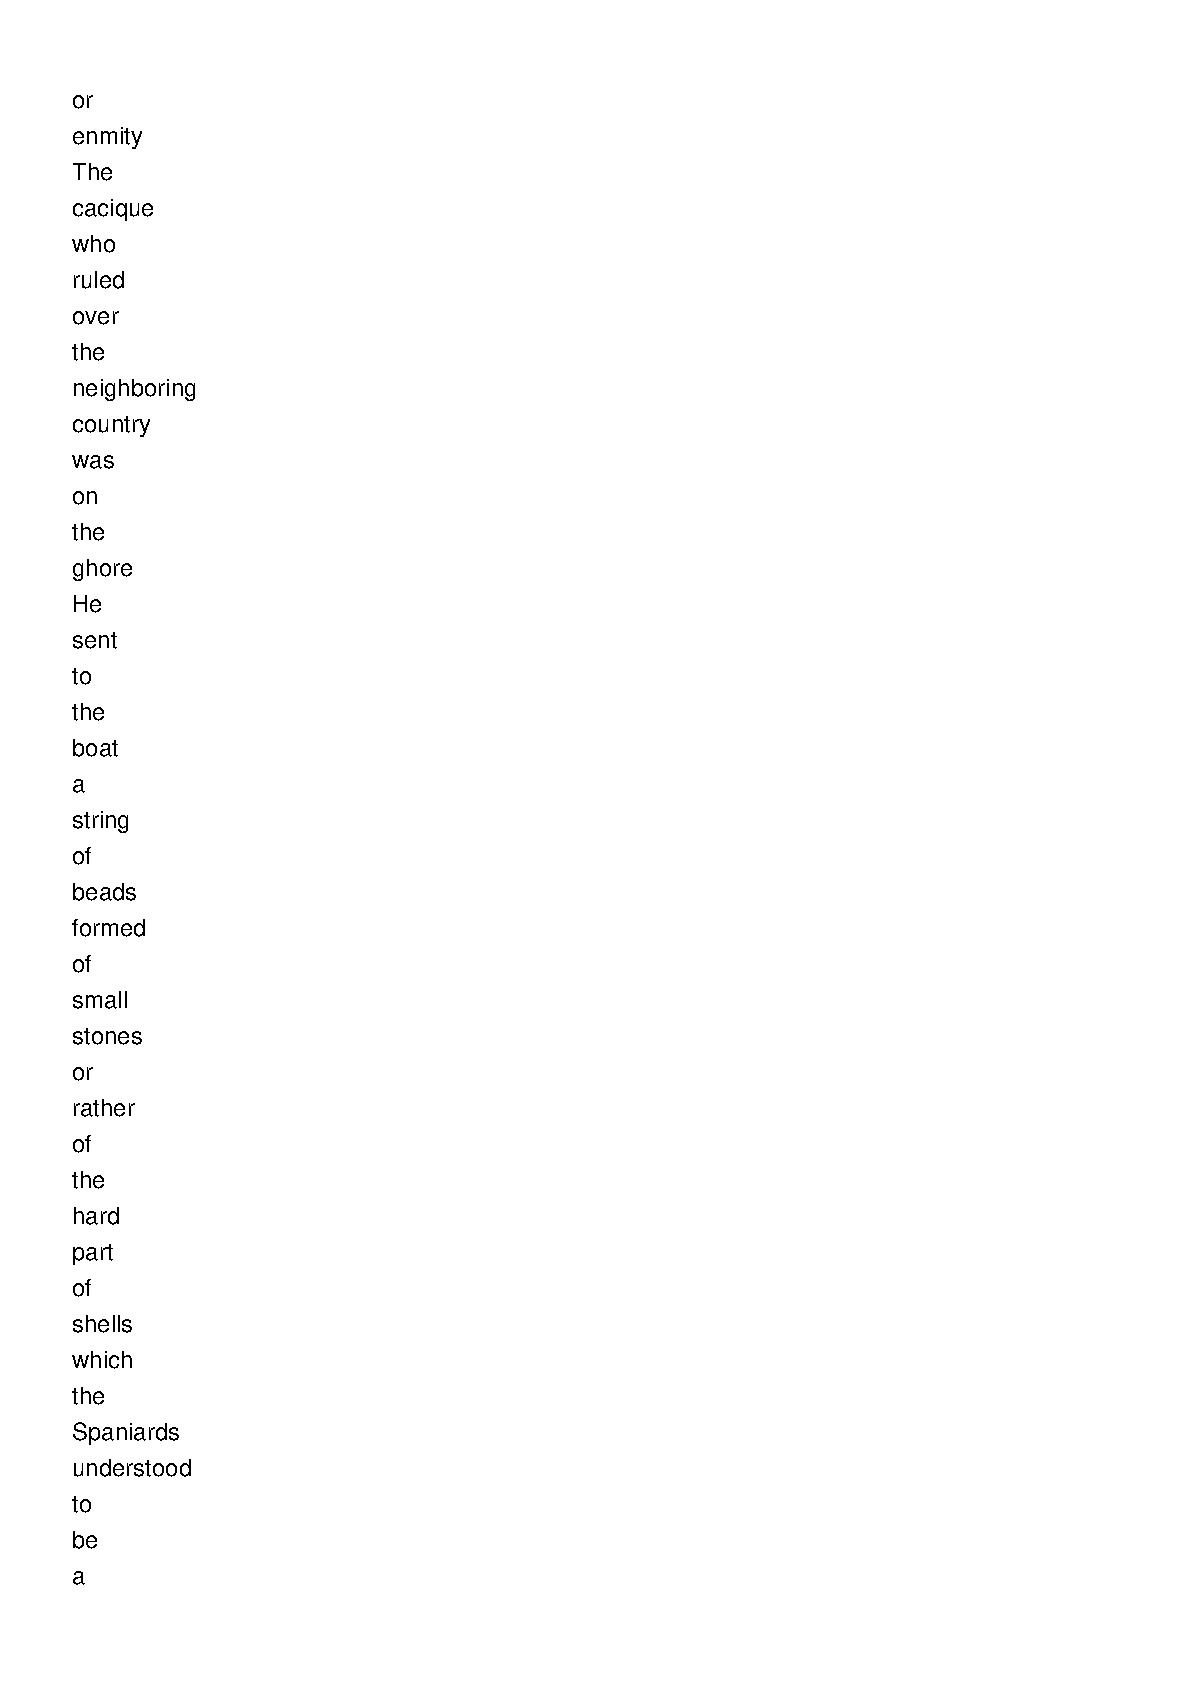 or
enmity
The
cacique
who
ruled
over
the
neighboring
country
was
on
the
ghore
He
sent
to
the
boat
a
string
of
beads
formed
of
small
stones
or
rather
of
the
hard
part
of
shells
which
the
Spaniards
understood
to
be
a